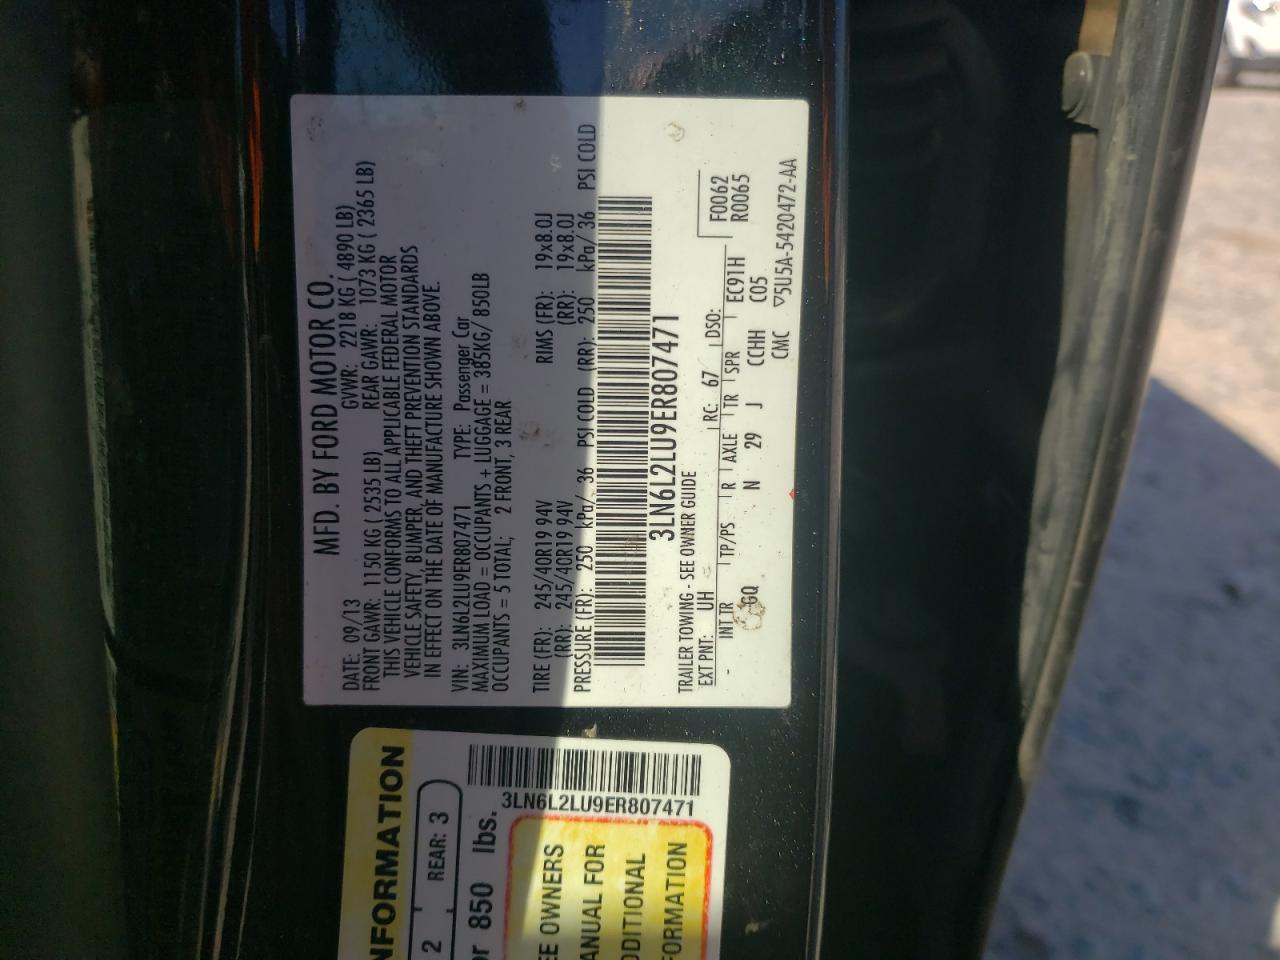 MFD. BY FORD MOTOR CO.
DATE: 09/13 GVWR: 2218 KG ( 4890 LB)
FRONT GAWR: 1150 KG ( 2535 LB) REAR GAWR: 1073 KG ( 2365 LB)
THIS VEHICLE CONFORMS TO ALL APPLICABLE FEDERAL MOTOR
VEHICLE SAFETY, BUMPER, AND THEFT PREVENTION STANDARDS
IN EFFECT ON THE DATE OF MANUFACTURE SHOWN ABOVE.
VIN: 3LN6L2LU9ER807471 TYPE: Passenger Car
MAXIMUM LOAD = OCCUPANTS + LUGGAGE = 385KG/ 850LB
OCCUPANTS = 5 TOTAL; 2 FRONT, 3 REAR
TIRE (FR): 245/40R19 94V RIMS (FR): 19x8.0J
(RR): 245/40R19 94V (RR): 19x8.0J
PRESSURE (FR): 250 kPa/ 36 PSI COLD (RR): 250 kPa/ 36 PSI COLD
3LN6L2LU9ER807471
TRAILER TOWING - SEE OWNER GUIDE
EXT PNT: UH RC: 67 DSO: F0062
R0065
INT TR TP/PS R AXLE TR SPR EC91H
- GQ N 29 J CCHH C05
CMC ▽5U5A-5420472-AA
NFORMATION
2 REAR: 3
or 850 lbs.
3LN6L2LU9ER807471
EE OWNERS
ANUAL FOR
DDITIONAL
FORMATION